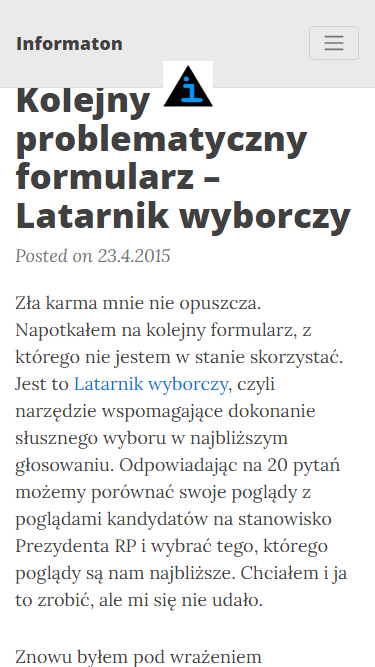 Informaton
Kolejny
problematyczny
formularz –
Latarnik wyborczy
Posted on 23.4.2015
Zła karma mnie nie opuszcza.
Napotkałem na kolejny formularz, z
którego nie jestem w stanie skorzystać.
Jest to Latarnik wyborczy, czyli
narzędzie wspomagające dokonanie
słusznego wyboru w najbliższym
głosowaniu. Odpowiadając na 20 pytań
możemy porównać swoje poglądy z
poglądami kandydatów na stanowisko
Prezydenta RP i wybrać tego, którego
poglądy są nam najbliższe. Chciałem i ja
to zrobić, ale mi się nie udało.
Znowu byłem pod wrażeniem